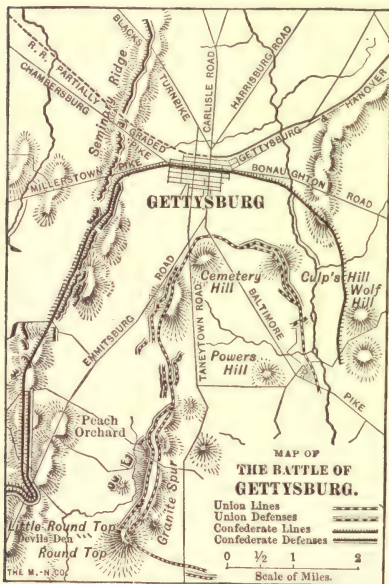 BLACKS
TURNPIKE
R.R. PARTIALLY
GRADED
CHAMBERSBURG
PIKE
Seminary Ridge
CARLISLE ROAD
HARRISBURG ROAD
GETTYSBURG
HANOVER
MILLERSTOWN PIKE
BONAUGHTON ROAD
GETTYSBURG
EMMITSBURG ROAD
Cemetery Hill
Culp's Hill
Wolf Hill
TANEYTOWN ROAD
BALTIMORE
PIKE
Powers Hill
Peach Orchard
Granite Spur
Little Round Top
Devils Den
Round Top
THE M.-N. CO.
MAP OF
THE BATTLE OF
GETTYSBURG.
Union Lines
Union Defenses
Confederate Lines
Confederate Defenses
0 ½ 1 2
Scale of Miles.